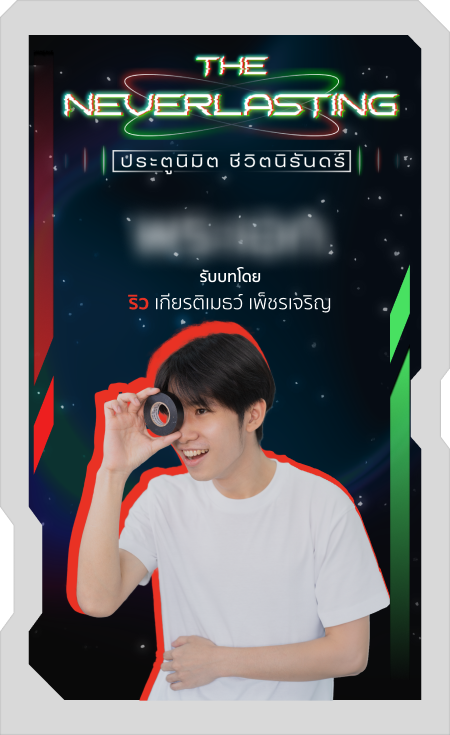 THE
NEVERLASTING
ประตูนิมิต ชีวิตนิรันดร์
รับบทโดย
ริว เกียรติเมธว์ เพ็ชรเจริญ